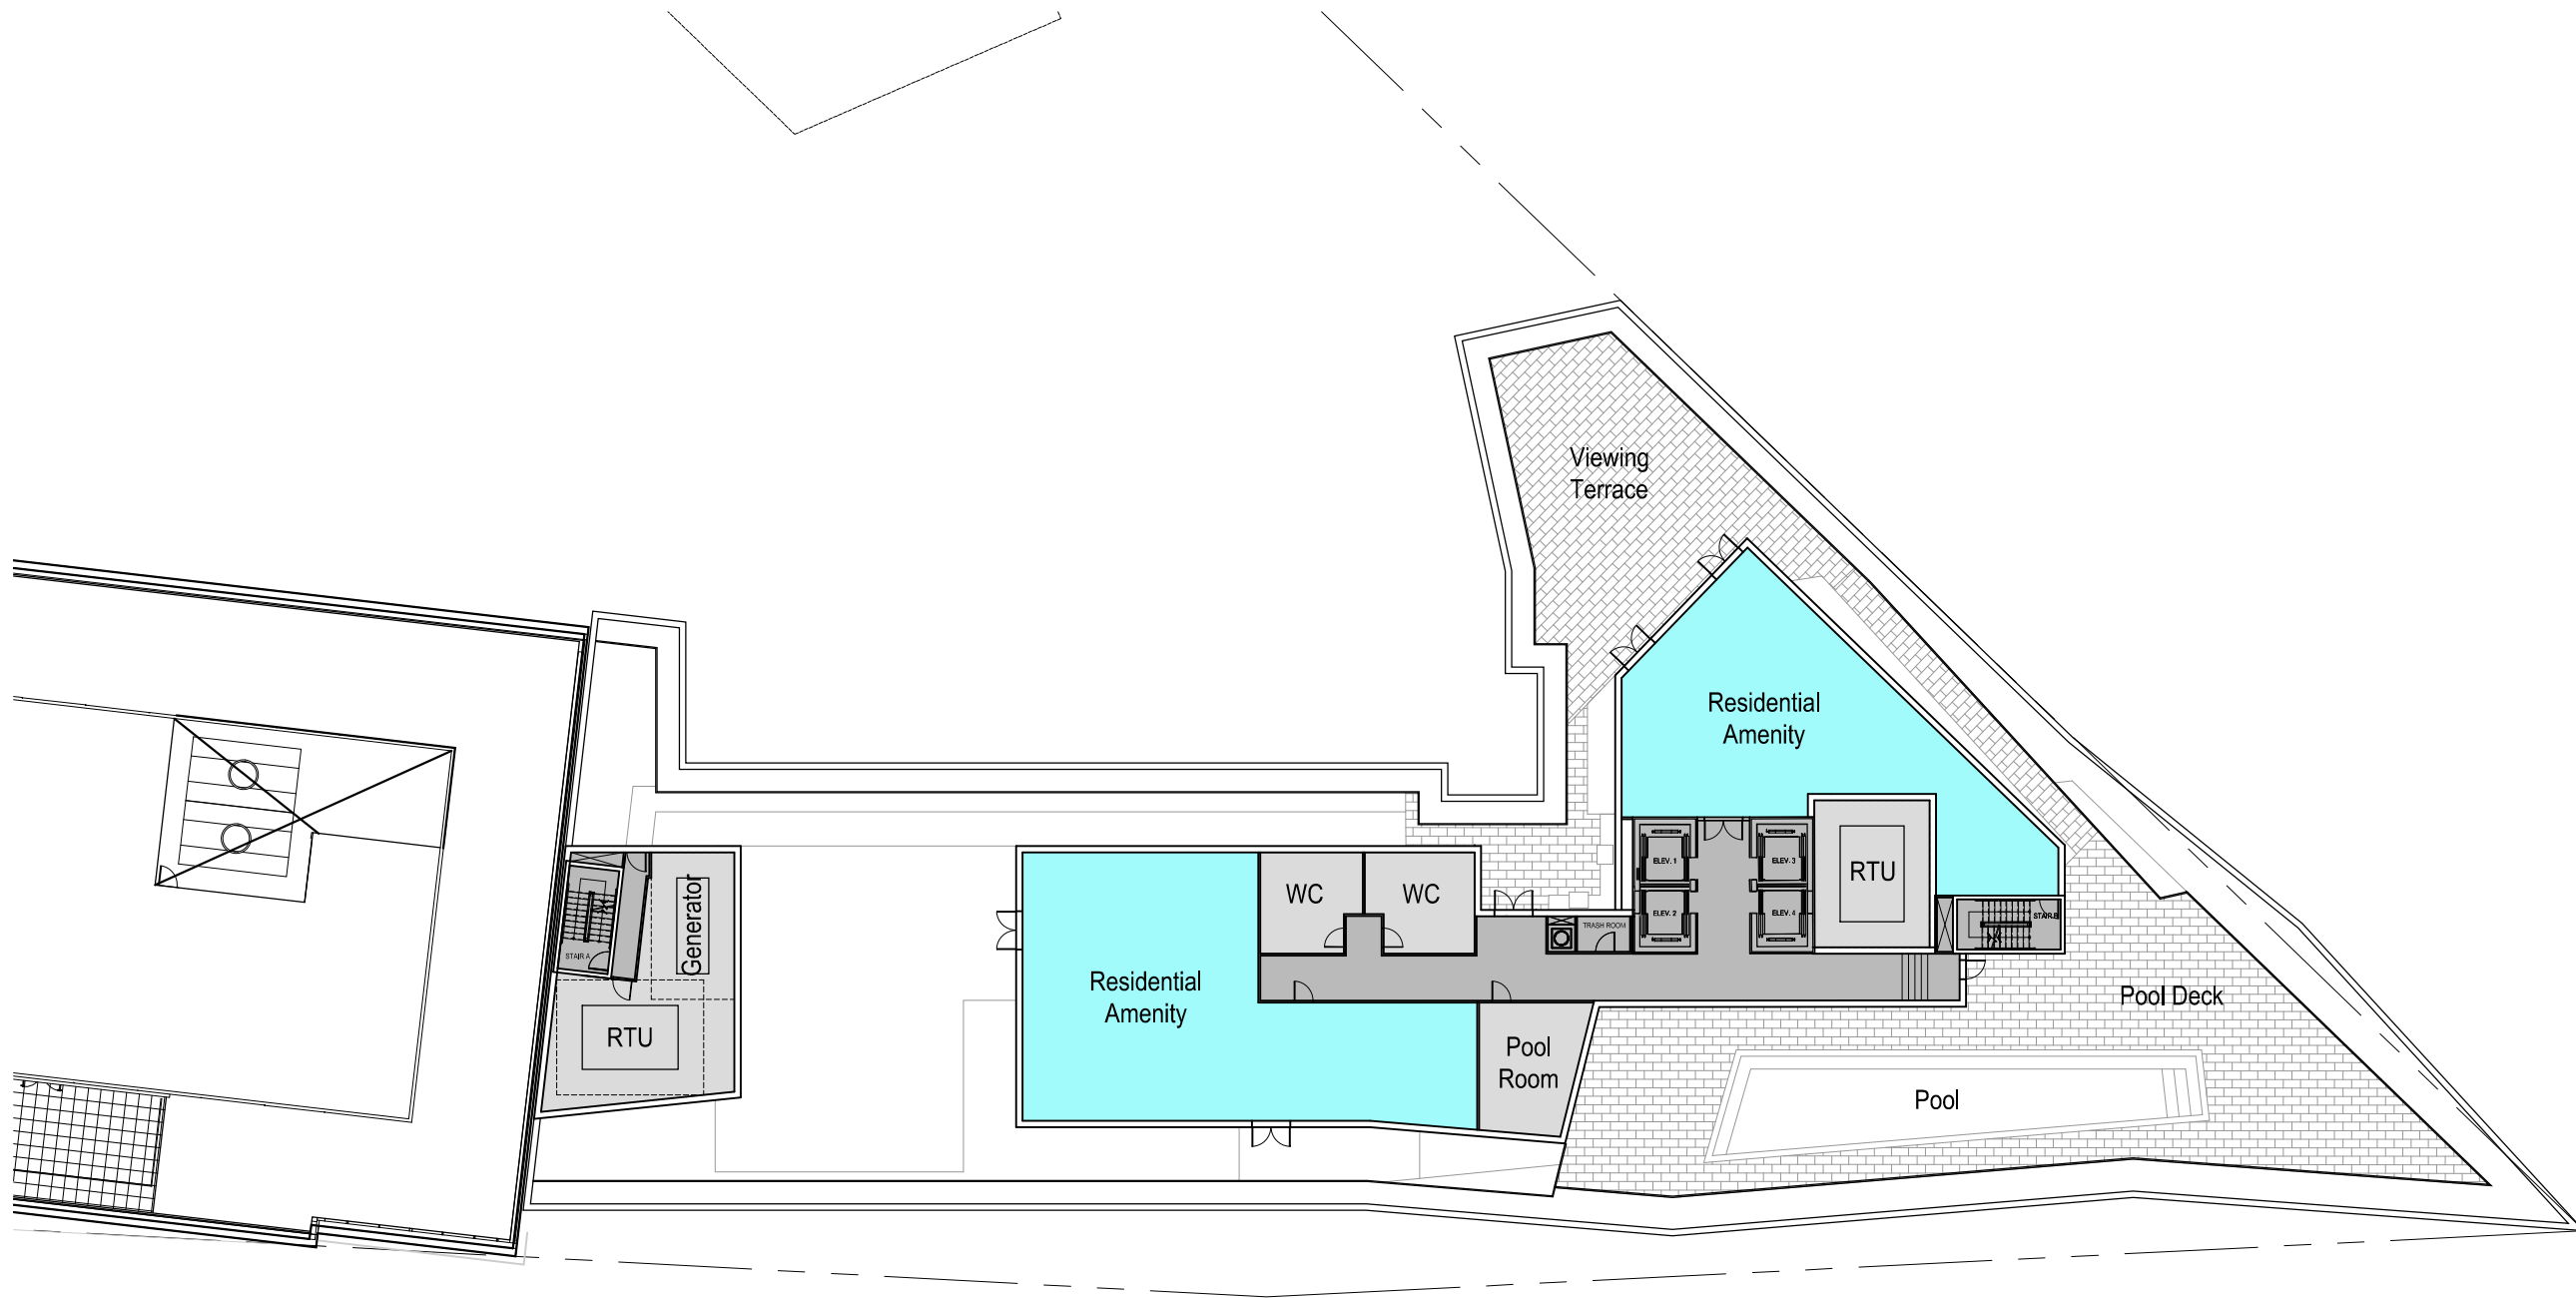 Viewing
Terrace
Residential
Amenity
ELEV. 1
ELEV. 3
RTU
WC
WC
Generator
ELEV. 2
ELEV. 4
STAIR B
TRASH ROOM
STAIR A
Residential
Amenity
Pool Deck
RTU
Pool
Room
Pool